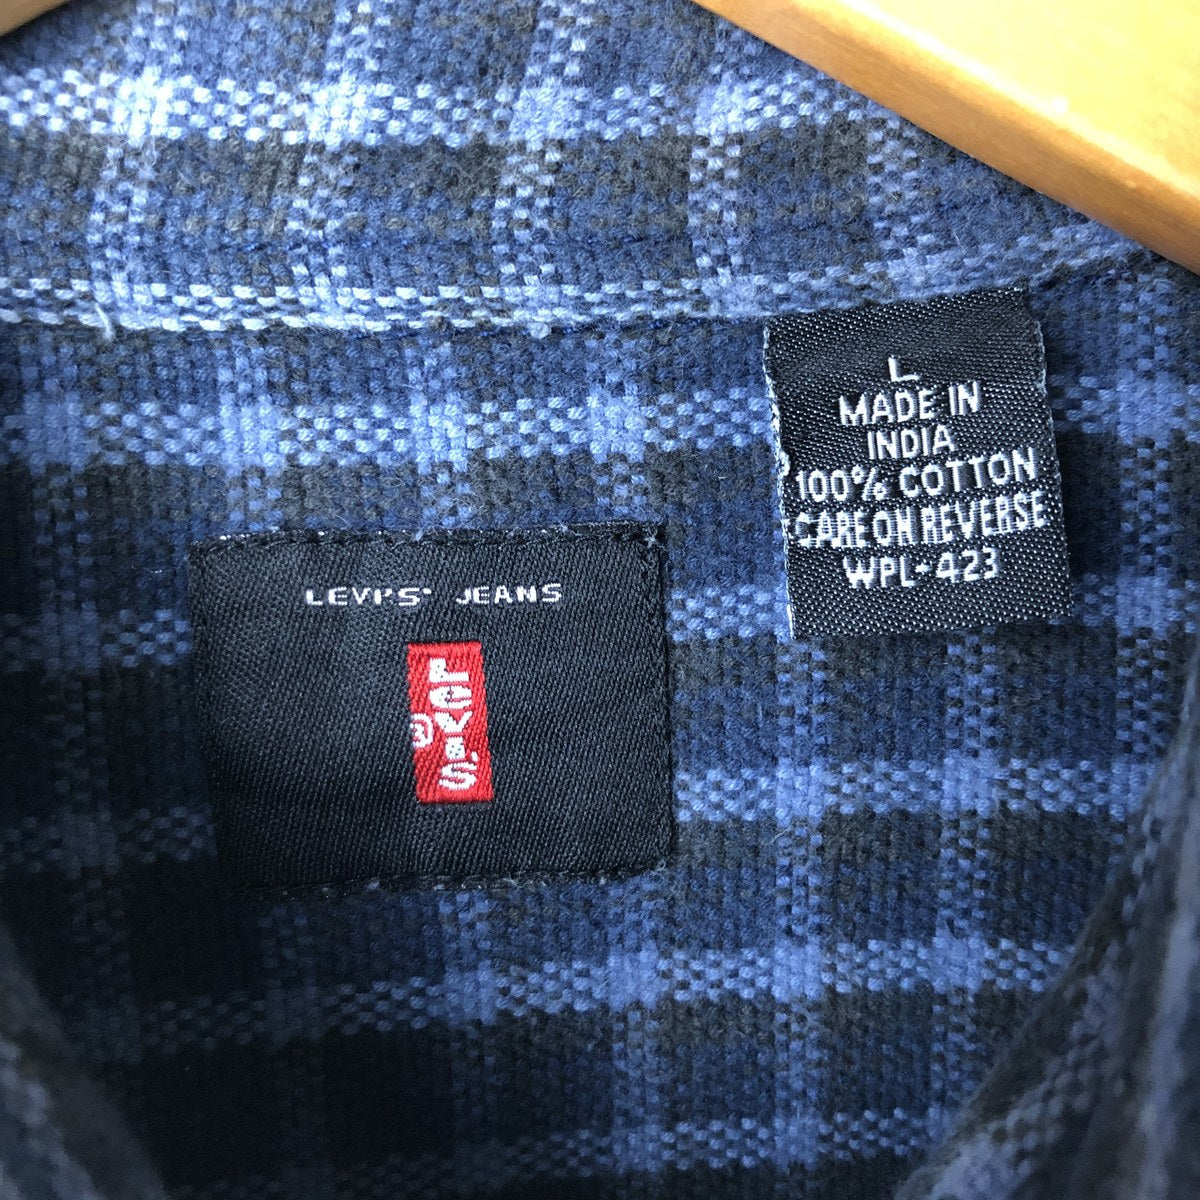 L
MADE IN
INDIA
100% COTTON
CARE ON REVERSE
WPL-423
LEVI'S® JEANS
LEVI'S
®